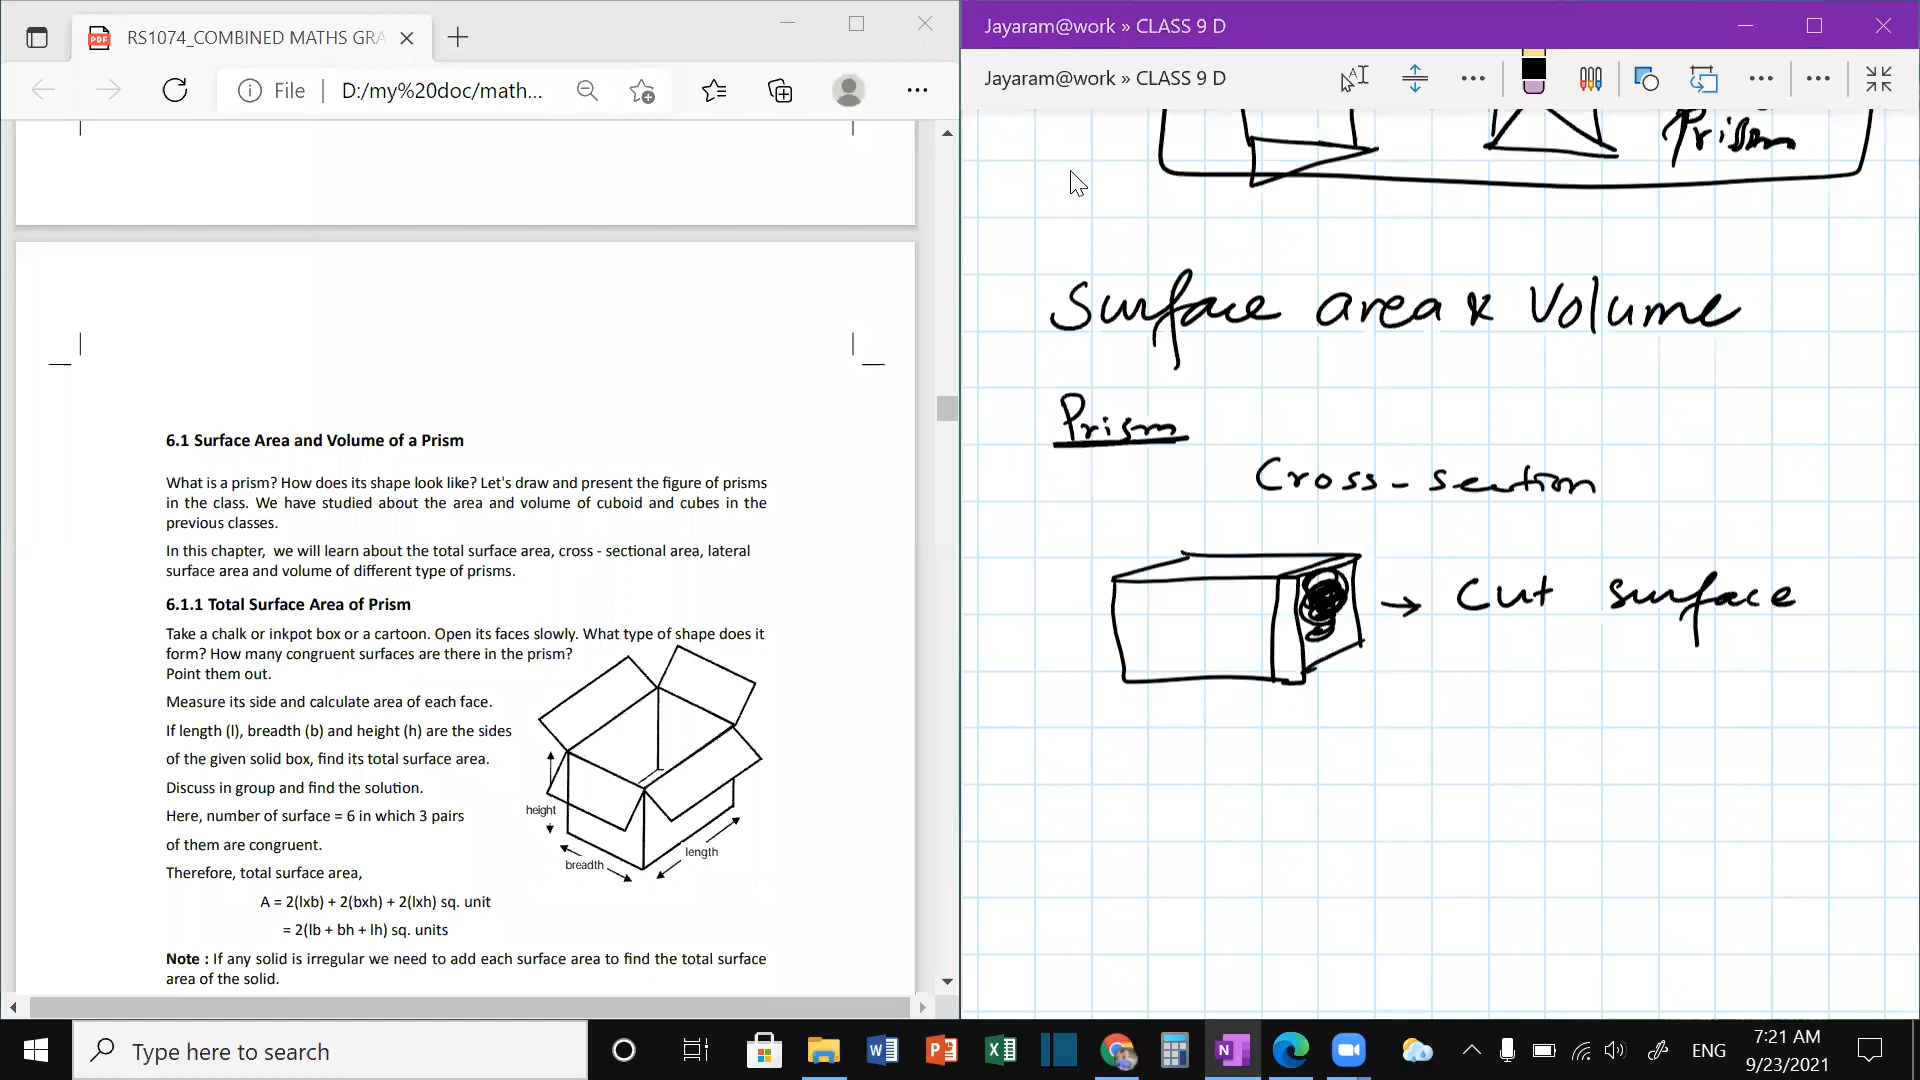 RS1074_COMBINED MATHS GRA
File
D:/my%20doc/math...
6.1 Surface Area and Volume of a Prism
What is a prism? How does its shape look like? Let's draw and present the figure of prisms
in the class. We have studied about the area and volume of cuboid and cubes in the
previous classes.
In this chapter, we will learn about the total surface area, cross - sectional area, lateral
surface area and volume of different type of prisms.
6.1.1 Total Surface Area of Prism
Take a chalk or inkpot box or a cartoon. Open its faces slowly. What type of shape does it
form? How many congruent surfaces are there in the prism?
Point them out.
Measure its side and calculate area of each face.
If length (l), breadth (b) and height (h) are the sides
of the given solid box, find its total surface area.
Discuss in group and find the solution.
Here, number of surface = 6 in which 3 pairs
of them are congruent.
Therefore, total surface area,
A = 2(lxb) + 2(bxh) + 2(lxh) sq. unit
= 2(lb + bh + lh) sq. units
Note : If any solid is irregular we need to add each surface area to find the total surface
area of the solid.
height
breadth
length
Jayaram@work » CLASS 9 D
Jayaram@work » CLASS 9 D
Prism
Surface area & Volume
Prism
Cross-section
→ Cut surface
Type here to search
ENG
7:21 AM
9/23/2021